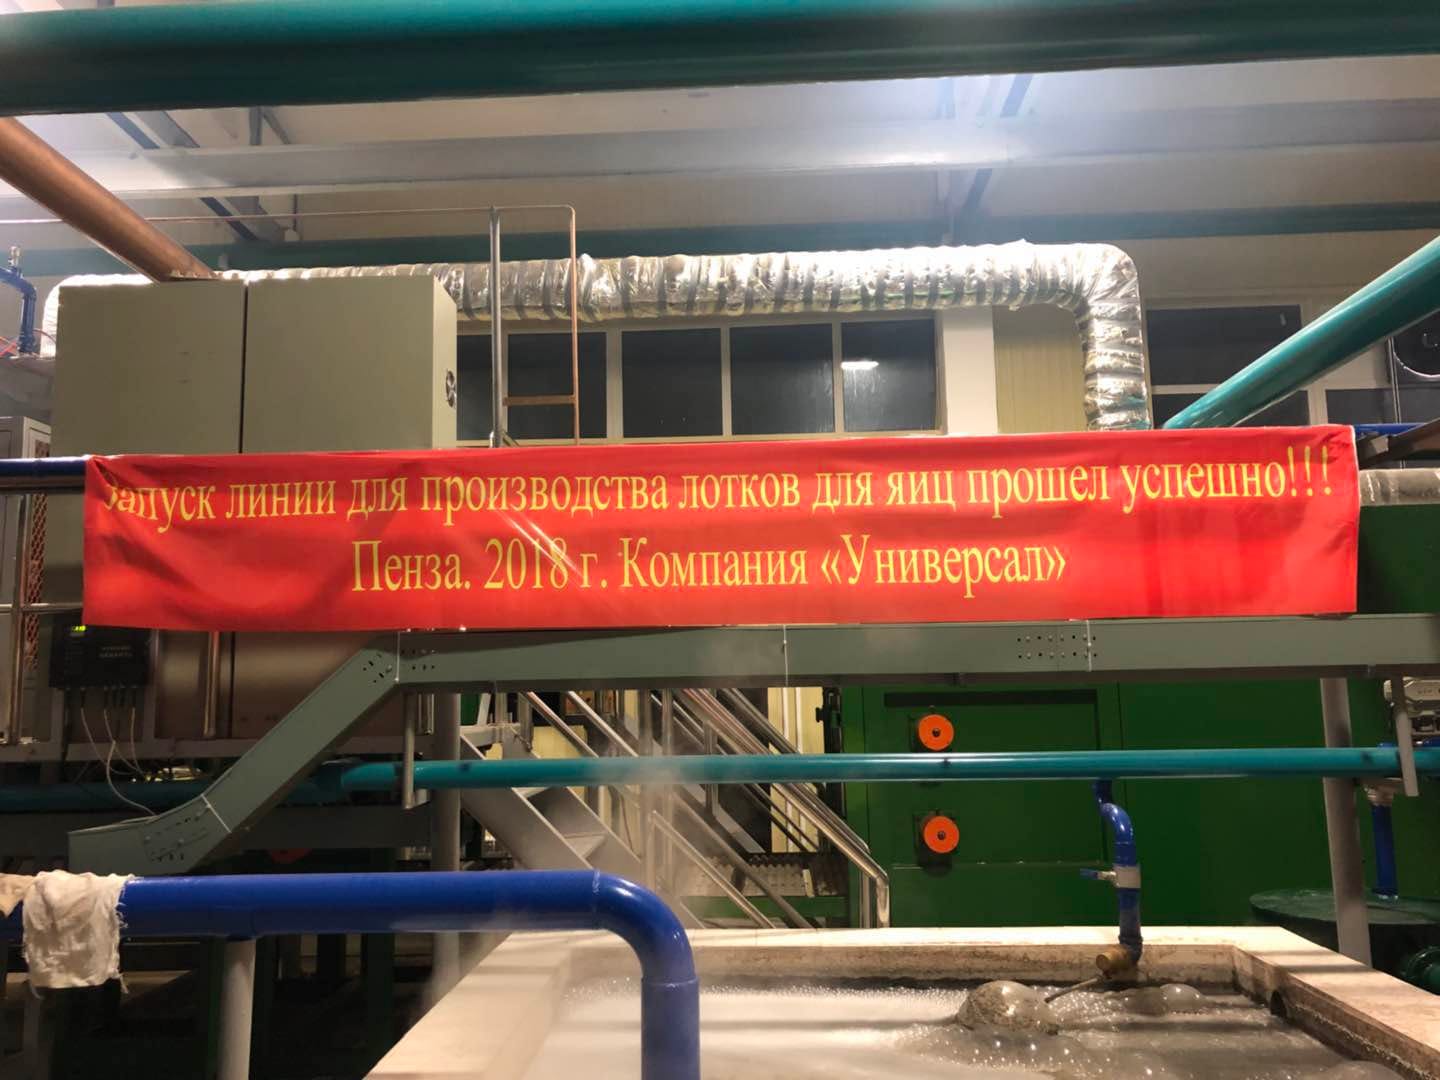 Запуск линии для производства лотков для яиц прошел успешно!!!
Пенза. 2018 г. Компания «Универсал»